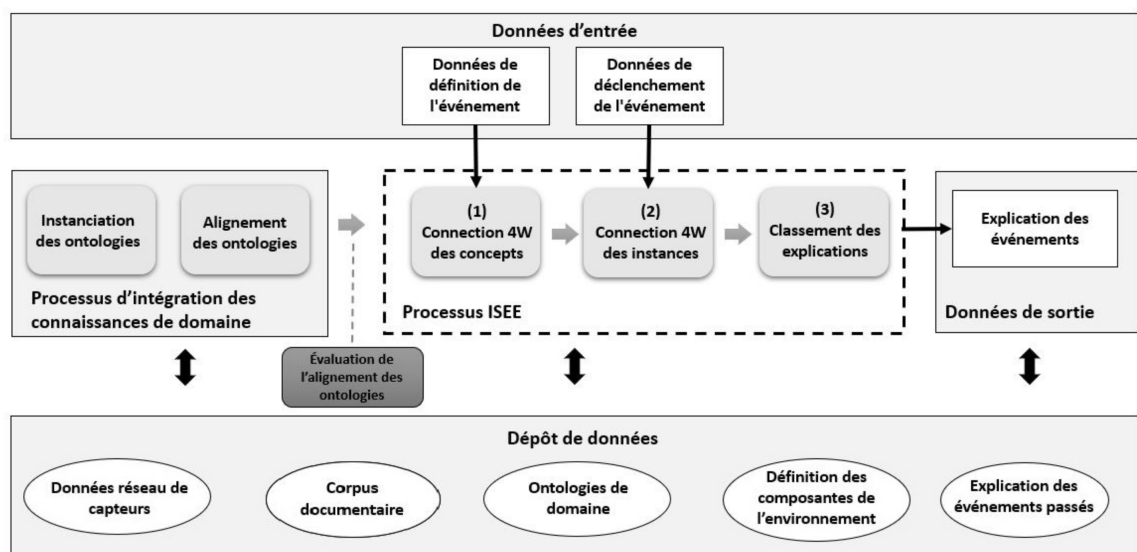 Données d’entrée
Données de
définition de
l'événement
Données de
déclenchement
de l'événement
Instanciation
des ontologies
Alignement
des ontologies
Processus d’intégration des
connaissances de domaine
(1)
Connection 4W
des concepts
(2)
Connection 4W
des instances
(3)
Classement des
explications
Processus ISEE
Explication des
événements
Données de sortie
Évaluation de
l’alignement des
ontologies
Dépôt de données
Données réseau de
capteurs
Corpus
documentaire
Ontologies de
domaine
Définition des
composantes de
l’environnement
Explication des
événements passés